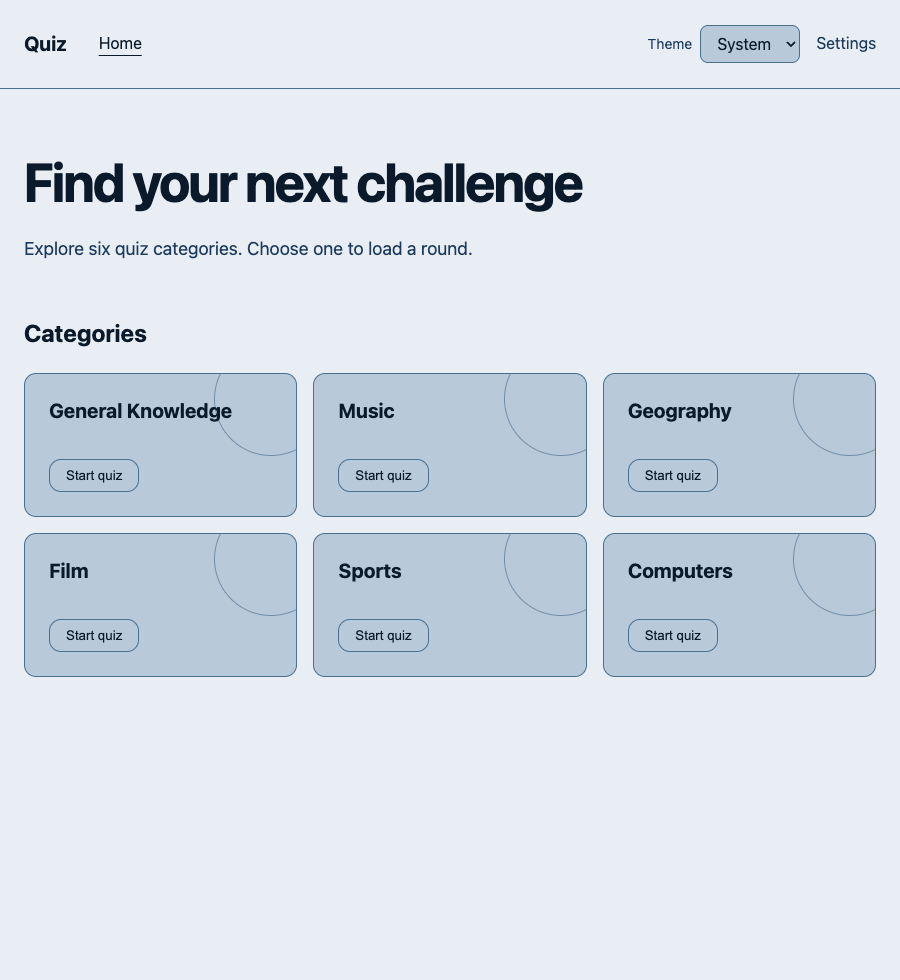 Quiz Home Theme System Settings
Find your next challenge
Explore six quiz categories. Choose one to load a round.
Categories
General Knowledge
Start quiz
Music
Start quiz
Geography
Start quiz
Film
Start quiz
Sports
Start quiz
Computers
Start quiz